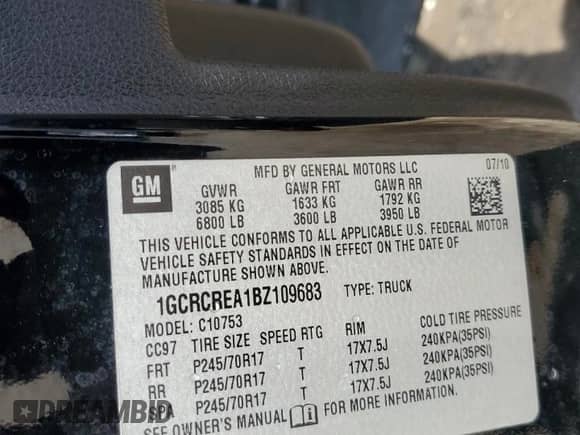 GM
MFD BY GENERAL MOTORS LLC 07/10
GVWR GAWR FRT GAWR RR
3085 KG 1633 KG 1792 KG
6800 LB 3600 LB 3950 LB
THIS VEHICLE CONFORMS TO ALL APPLICABLE U.S. FEDERAL MOTOR
VEHICLE SAFETY STANDARDS IN EFFECT ON THE DATE OF
MANUFACTURE SHOWN ABOVE.
1GCRCREA1BZ109683 TYPE: TRUCK
MODEL: C10753
CC97 TIRE SIZE SPEED RTG RIM COLD TIRE PRESSURE
FRT P245/70R17 T 17X7.5J 240KPA(35PSI)
RR P245/70R17 T 17X7.5J 240KPA(35PSI)
SPA P245/70R17 T 17X7.5J 240KPA(35PSI)
SEE OWNER'S MANUAL FOR MORE INFORMATION.
DREAMBID